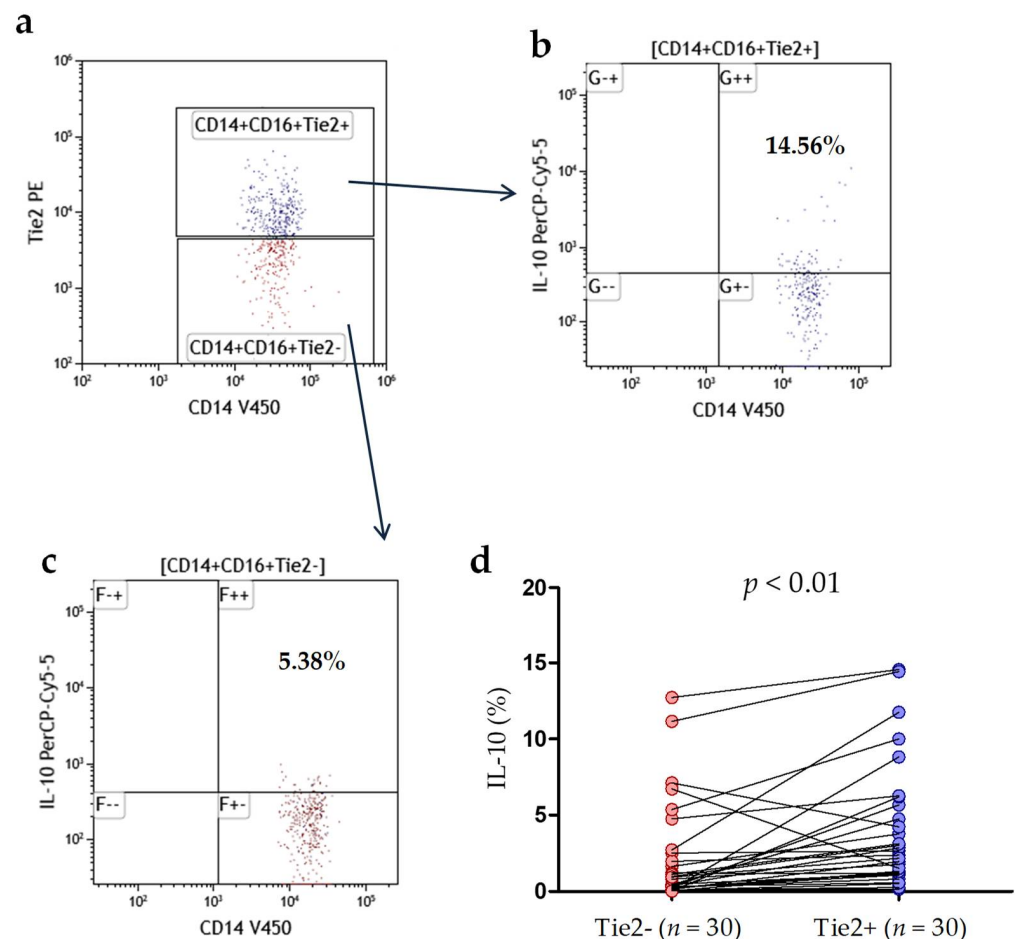 a
10⁶
10⁵
10⁴
10³
10²
Tie2 PE
CD14+CD16+Tie2+
CD14+CD16+Tie2-
10² 10³ 10⁴ 10⁵ 10⁶
CD14 V450
b
[CD14+CD16+Tie2+]
G-+ G++
14.56%
G-- G+-
10⁵
10⁴
10³
10²
IL-10 PerCP-Cy5-5
10² 10³ 10⁴ 10⁵
CD14 V450
c
[CD14+CD16+Tie2-]
F-+ F++
5.38%
F-- F+-
10⁵
10⁴
10³
10²
IL-10 PerCP-Cy5-5
10² 10³ 10⁴ 10⁵
CD14 V450
d
p < 0.01
20
15
10
5
0
IL-10 (%)
Tie2- (n = 30) Tie2+ (n = 30)